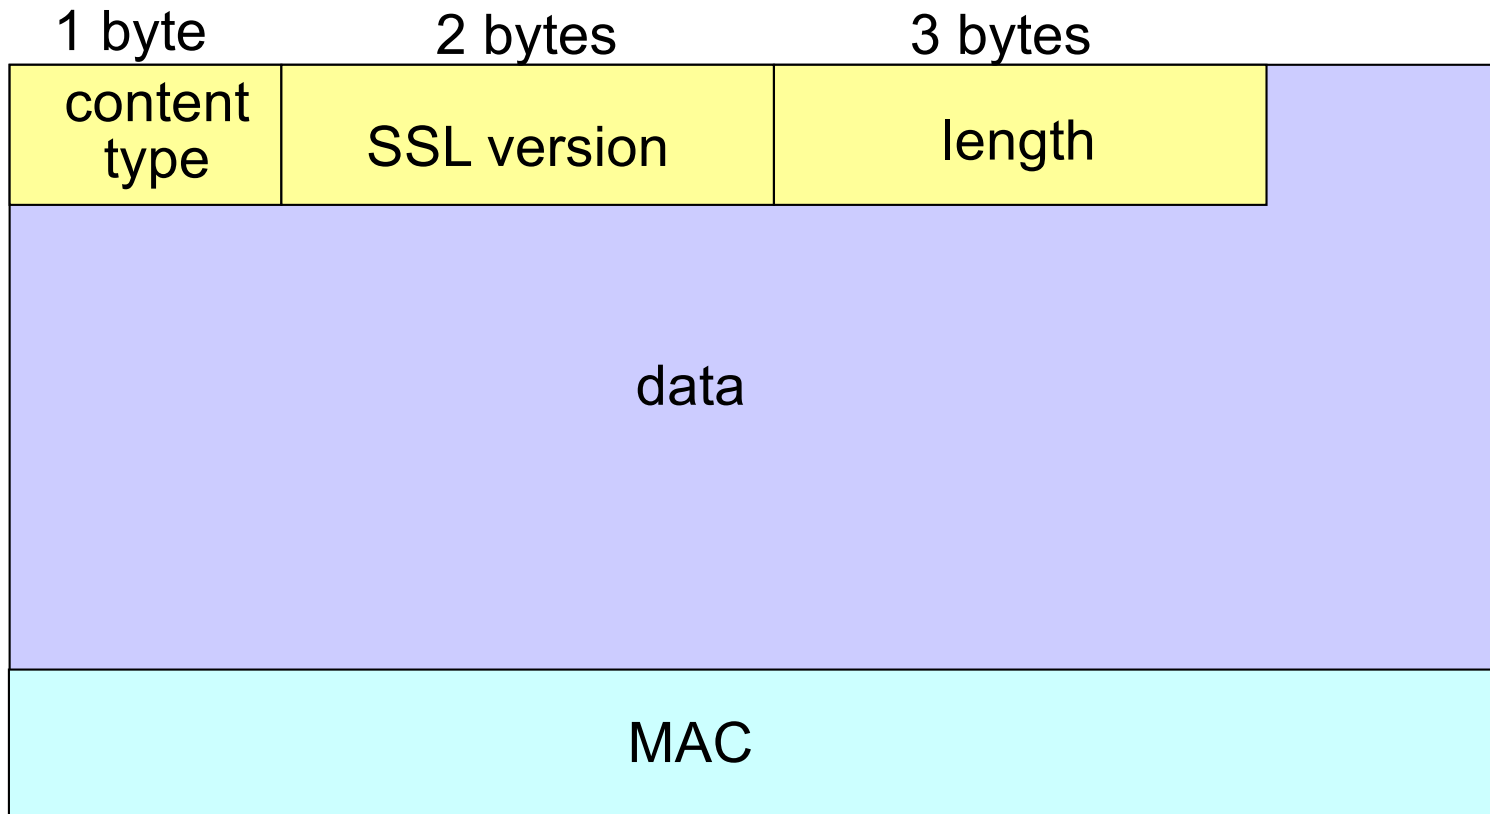 1 byte 2 bytes 3 bytes
content
type
SSL version
length
data
MAC